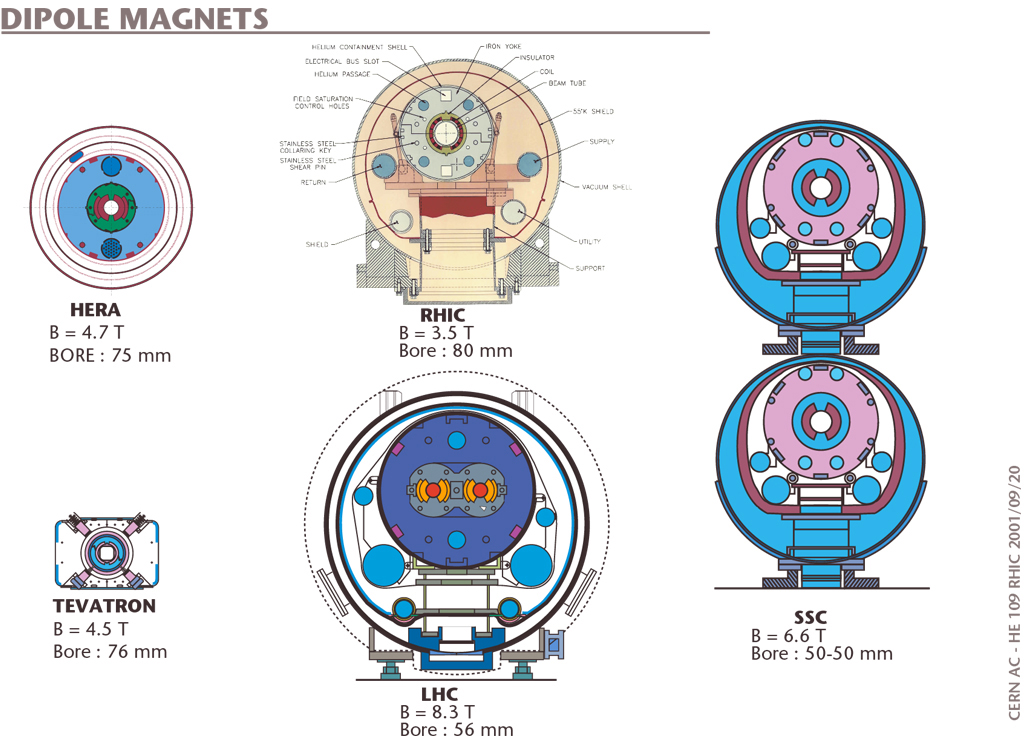 DIPOLE MAGNETS
HELIUM CONTAINMENT SHELL
ELECTRICAL BUS SLOT
HELIUM PASSAGE
FIELD SATURATION
CONTROL HOLES
STAINLESS STEEL
COLLARING KEY
STAINLESS STEEL
SHEAR PIN
RETURN
SHIELD
IRON YOKE
INSULATOR
COIL
BEAM TUBE
55°K SHIELD
SUPPLY
VACUUM SHELL
UTILITY
SUPPORT
HERA
B = 4.7 T
BORE : 75 mm
RHIC
B = 3.5 T
Bore : 80 mm
TEVATRON
B = 4.5 T
Bore : 76 mm
LHC
B = 8.3 T
Bore : 56 mm
SSC
B = 6.6 T
Bore : 50-50 mm
CERN AC - HE 109 RHIC 2001/09/20